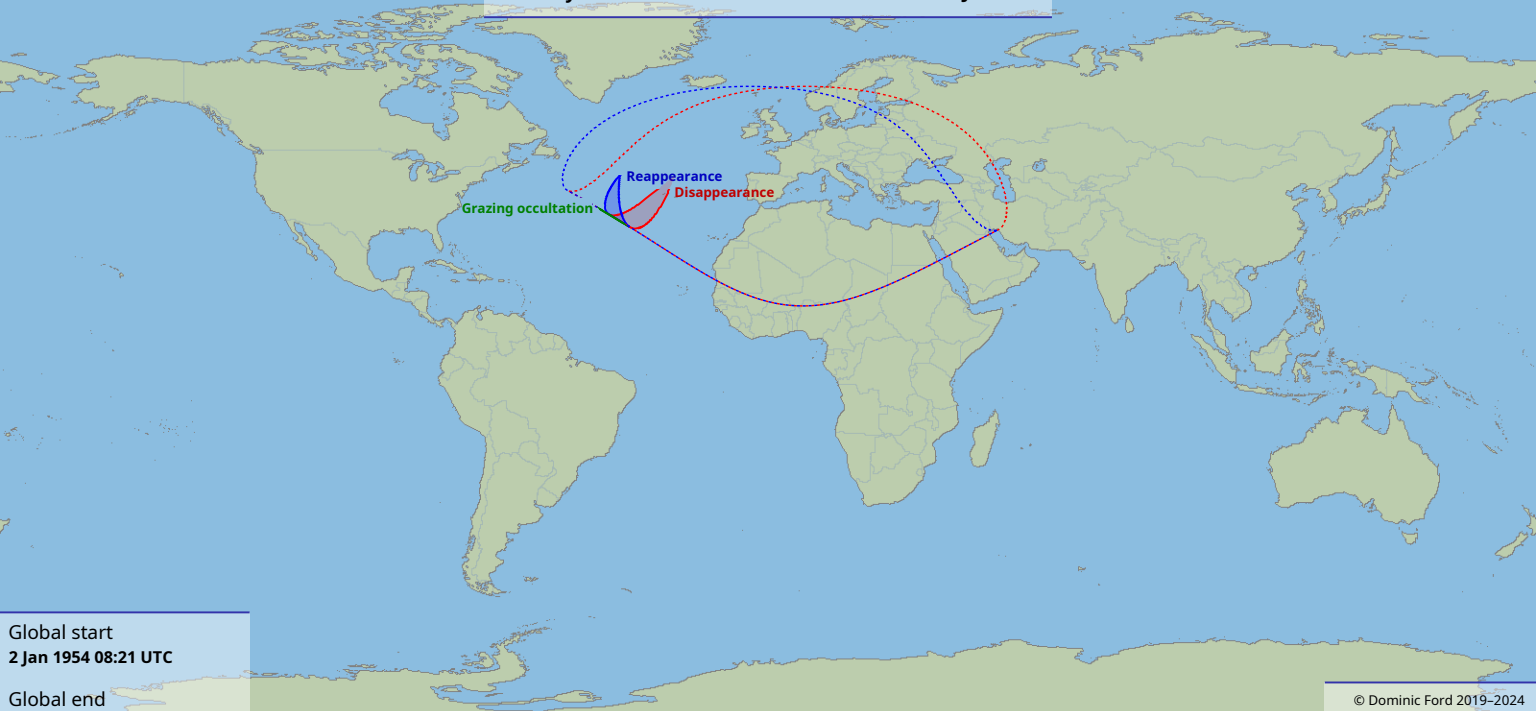 Reappearance
Disappearance
Grazing occultation
Global start
2 Jan 1954 08:21 UTC
Global end
© Dominic Ford 2019–2024